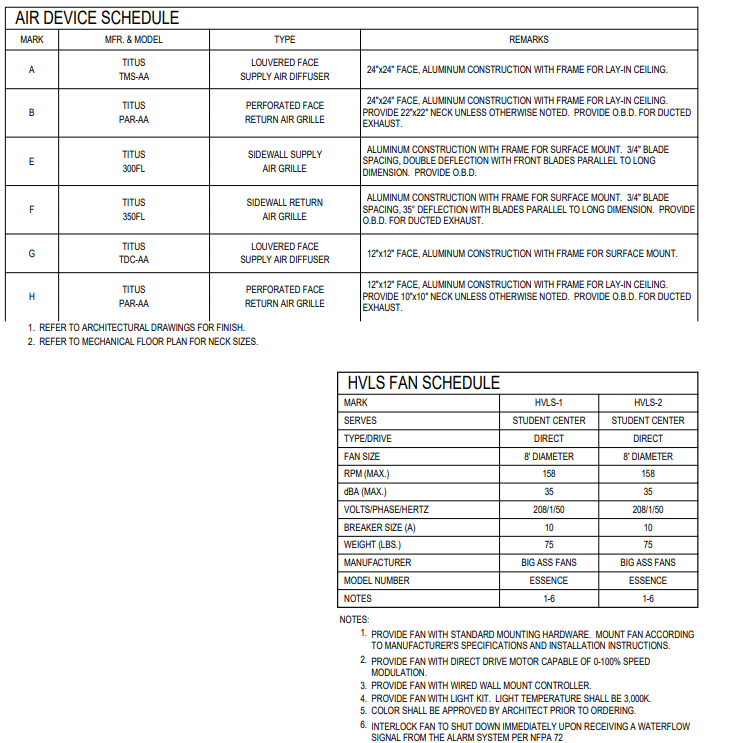 AIR DEVICE SCHEDULE
MARK MFR. & MODEL TYPE REMARKS
A TITUS TMS-AA LOUVERED FACE SUPPLY AIR DIFFUSER 24"x24" FACE, ALUMINUM CONSTRUCTION WITH FRAME FOR LAY-IN CEILING.
B TITUS PAR-AA PERFORATED FACE RETURN AIR GRILLE 24"x24" FACE, ALUMINUM CONSTRUCTION WITH FRAME FOR LAY-IN CEILING.
PROVIDE 22"x22" NECK UNLESS OTHERWISE NOTED. PROVIDE O.B.D. FOR DUCTED
EXHAUST.
E TITUS 300FL SIDEWALL SUPPLY AIR GRILLE ALUMINUM CONSTRUCTION WITH FRAME FOR SURFACE MOUNT. 3/4" BLADE
SPACING, DOUBLE DEFLECTION WITH FRONT BLADES PARALLEL TO LONG
DIMENSION. PROVIDE O.B.D.
F TITUS 350FL SIDEWALL RETURN AIR GRILLE ALUMINUM CONSTRUCTION WITH FRAME FOR SURFACE MOUNT. 3/4" BLADE
SPACING, 35° DEFLECTION WITH BLADES PARALLEL TO LONG DIMENSION. PROVIDE
O.B.D. FOR DUCTED EXHAUST.
G TITUS TDC-AA LOUVERED FACE SUPPLY AIR DIFFUSER 12"x12" FACE, ALUMINUM CONSTRUCTION WITH FRAME FOR SURFACE MOUNT.
H TITUS PAR-AA PERFORATED FACE RETURN AIR GRILLE 12"x12" FACE, ALUMINUM CONSTRUCTION WITH FRAME FOR LAY-IN CEILING.
PROVIDE 10"x10" NECK UNLESS OTHERWISE NOTED. PROVIDE O.B.D. FOR DUCTED
EXHAUST.
1. REFER TO ARCHITECTURAL DRAWINGS FOR FINISH.
2. REFER TO MECHANICAL FLOOR PLAN FOR NECK SIZES.
HVLS FAN SCHEDULE
MARK HVLS-1 HVLS-2
SERVES STUDENT CENTER STUDENT CENTER
TYPE/DRIVE DIRECT DIRECT
FAN SIZE 8' DIAMETER 8' DIAMETER
RPM (MAX.) 158 158
dBA (MAX.) 35 35
VOLTS/PHASE/HERTZ 208/1/50 208/1/50
BREAKER SIZE (A) 10 10
WEIGHT (LBS.) 75 75
MANUFACTURER BIG ASS FANS BIG ASS FANS
MODEL NUMBER ESSENCE ESSENCE
NOTES 1-6 1-6
NOTES:
1. PROVIDE FAN WITH STANDARD MOUNTING HARDWARE. MOUNT FAN ACCORDING
TO MANUFACTURER'S SPECIFICATIONS AND INSTALLATION INSTRUCTIONS.
2. PROVIDE FAN WITH DIRECT DRIVE MOTOR CAPABLE OF 0-100% SPEED
MODULATION.
3. PROVIDE FAN WITH WIRED WALL MOUNT CONTROLLER.
4. PROVIDE FAN WITH LIGHT KIT. LIGHT TEMPERATURE SHALL BE 3,000K.
5. COLOR SHALL BE APPROVED BY ARCHITECT PRIOR TO ORDERING.
6. INTERLOCK FAN TO SHUT DOWN IMMEDIATELY UPON RECEIVING A WATERFLOW
SIGNAL FROM THE ALARM SYSTEM PER NFPA 72